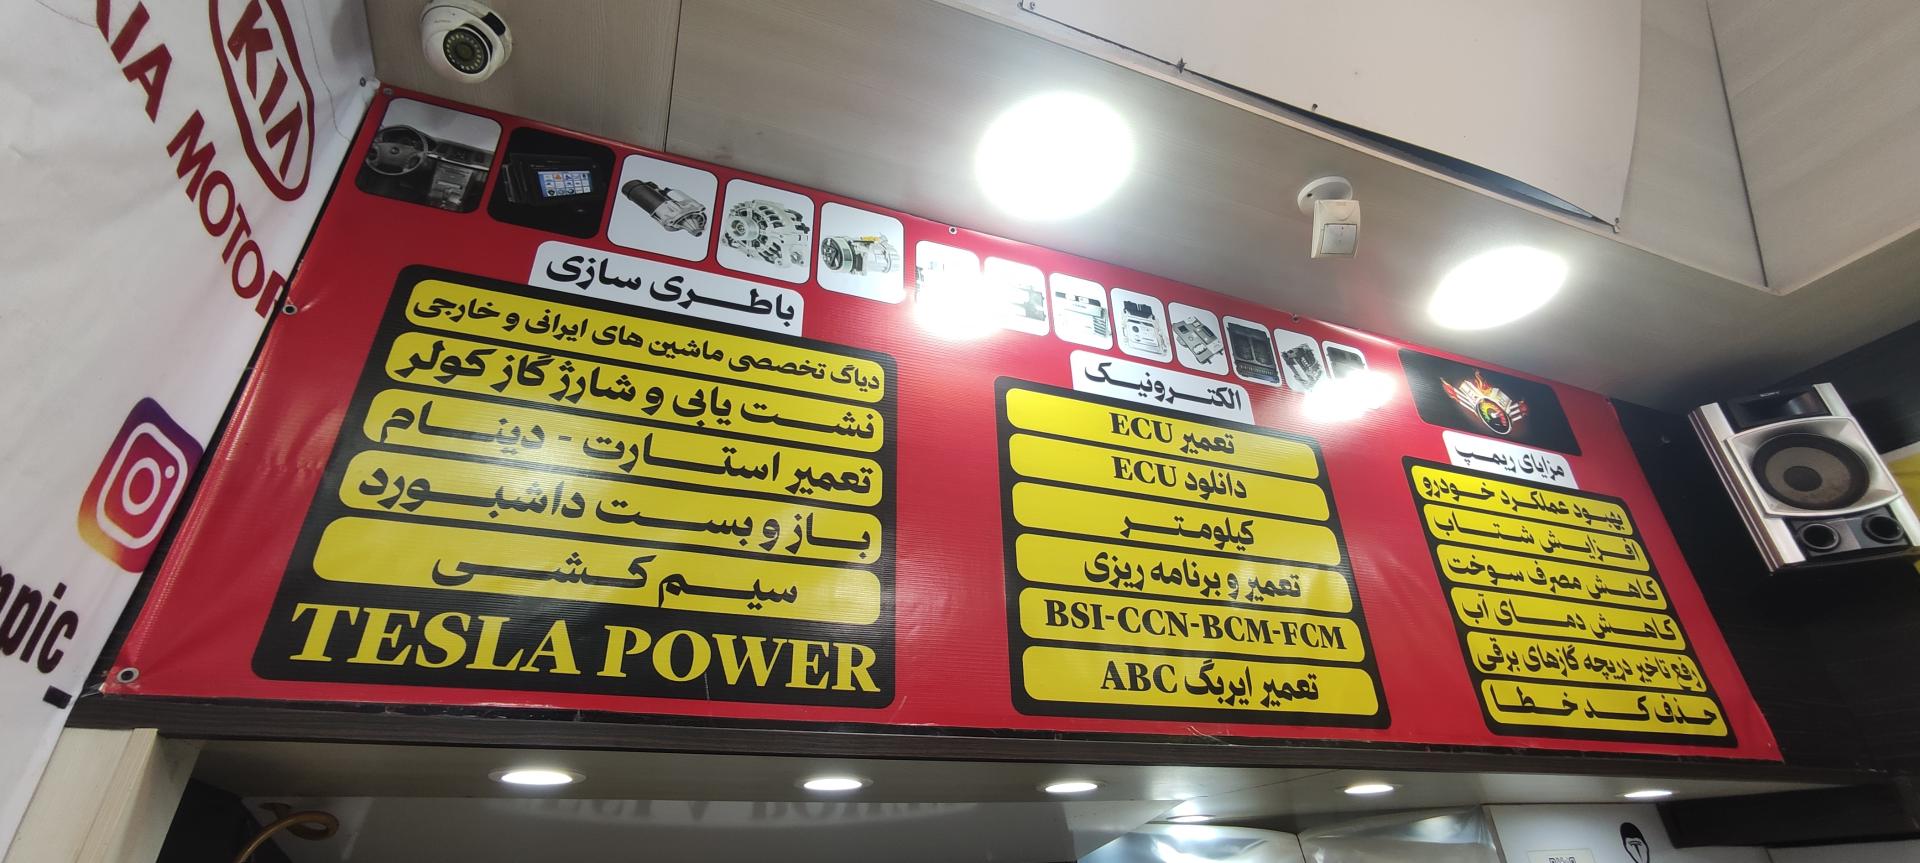 KIA
KIA MOTOR
mpic_
باطری سازی
دیاگ تخصصی ماشین های ایرانی و خارجی
نشت یابی و شارژ گاز کولر
تعمیر استارت - دینام
باز و بست داشبورد
سیم کشی
TESLA POWER
الکترونیک
تعمیر ECU
دانلود ECU
کیلومتر
تعمیر و برنامه ریزی
BSI-CCN-BCM-FCM
تعمیر ایربگ ABC
مزایای ریمپ
بهبود عملکرد خودرو
افزایش شتاب
کاهش مصرف سوخت
کاهش دمای آب
رفع تاخیر دریچه گازهای برقی
حذف کد خطا
SONY